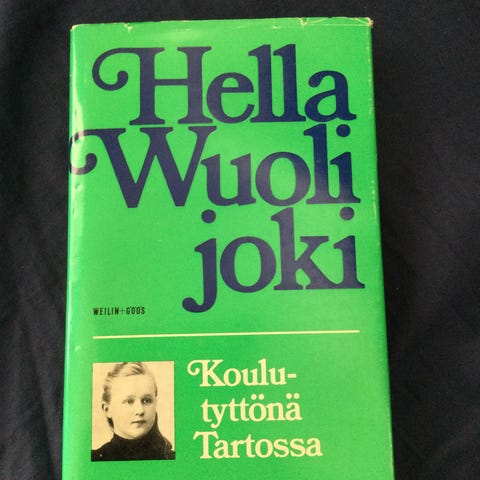 Hella
Wuoli
joki
WEILIN+GÖÖS
Koulu-
tyttönä
Tartossa